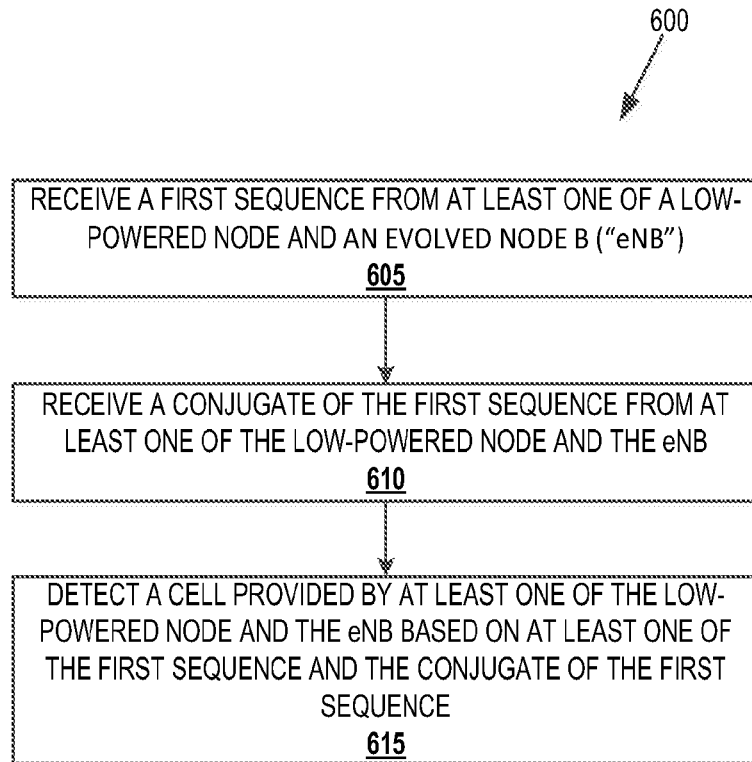 600
RECEIVE A FIRST SEQUENCE FROM AT LEAST ONE OF A LOW-
POWERED NODE AND AN EVOLVED NODE B (“eNB”)
605
RECEIVE A CONJUGATE OF THE FIRST SEQUENCE FROM AT
LEAST ONE OF THE LOW-POWERED NODE AND THE eNB
610
DETECT A CELL PROVIDED BY AT LEAST ONE OF THE LOW-
POWERED NODE AND THE eNB BASED ON AT LEAST ONE OF
THE FIRST SEQUENCE AND THE CONJUGATE OF THE FIRST
SEQUENCE
615